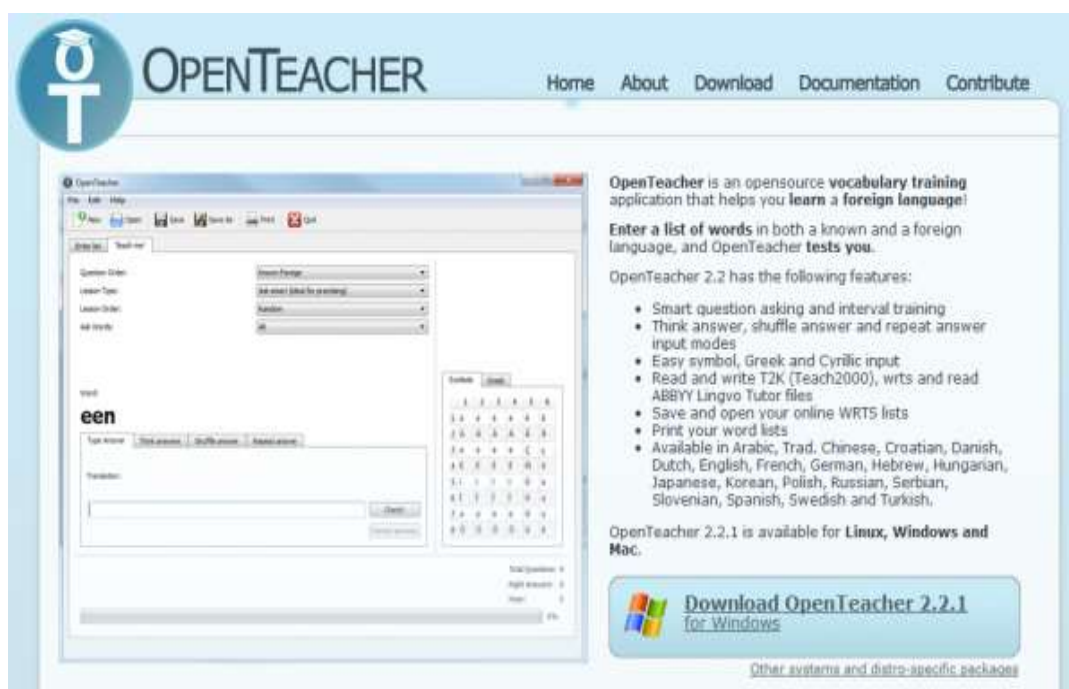 OT
OPENTEACHER
Home About Download Documentation Contribute
OpenTeacher
File Edit Help
New Open Save Save As Print Quit
Enter list Teach me!
Question Order:
Lesson Type:
Lesson Order: Random
Ask Words: All
Word:
een
Symbols Greek
Type Answer Think answer Shuffle answer Repeat answer
Translation:
Check!
OpenTeacher is an opensource vocabulary training
application that helps you learn a foreign language!
Enter a list of words in both a known and a foreign
language, and OpenTeacher tests you.
OpenTeacher 2.2 has the following features:
• Smart question asking and interval training
• Think answer, shuffle answer and repeat answer
input modes
• Easy symbol, Greek and Cyrillic input
• Read and write T2K (Teach2000), wrts and read
ABBYY Lingvo Tutor
files
• Save and open your online WRTS lists
• Print your word lists
• Available in Arabic, Trad. Chinese, Croatian, Danish,
Dutch, English, French, German, Hebrew, Hungarian,
Japanese, Korean, Polish, Russian, Serbian,
Slovenian, Spanish, Swedish and Turkish.
OpenTeacher 2.2.1 is available for Linux, Windows and
Mac.
Download OpenTeacher 2.2.1
for Windows
Other systems and distro-specific packages